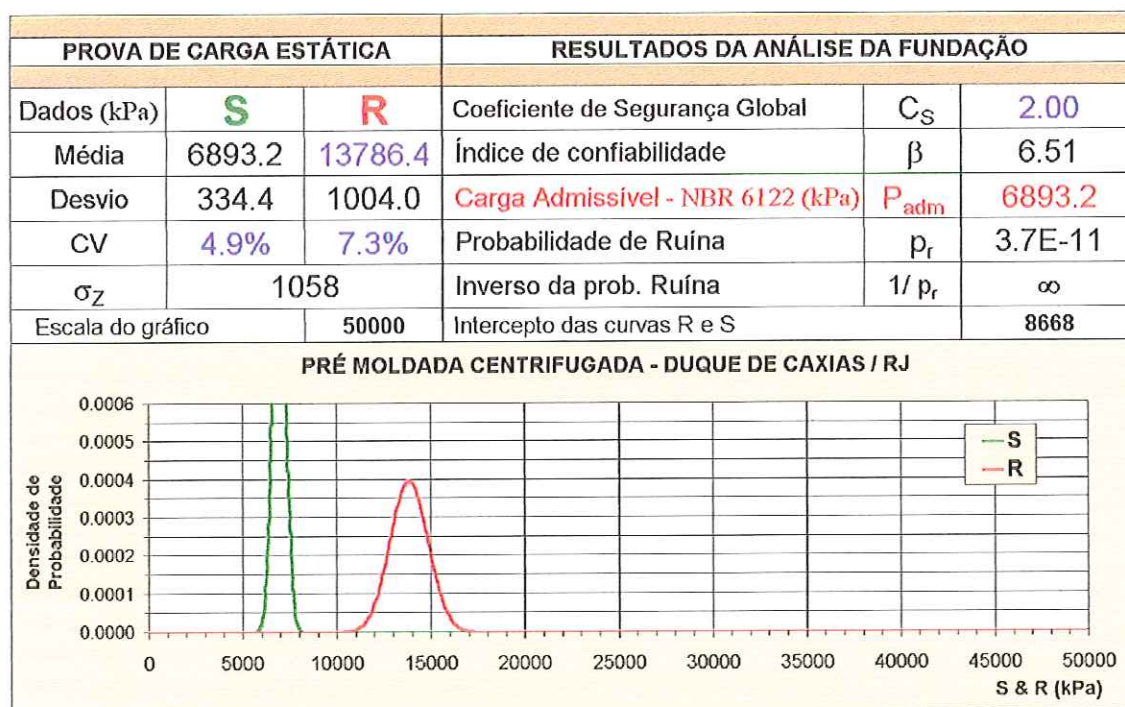 PROVA DE CARGA ESTÁTICA RESULTADOS DA ANÁLISE DA FUNDAÇÃO
Dados (kPa) S R Coeficiente de Segurança Global C_S 2.00
Média 6893.2 13786.4 Índice de confiabilidade β 6.51
Desvio 334.4 1004.0 Carga Admissível - NBR 6122 (kPa) P_adm 6893.2
CV 4.9% 7.3% Probabilidade de Ruína p_r 3.7E-11
σ_Z 1058 Inverso da prob. Ruína 1/ p_r ∞
Escala do gráfico 50000 Intercepto das curvas R e S 8668
PRÉ MOLDADA CENTRIFUGADA - DUQUE DE CAXIAS / RJ
Densidade de
Probabilidade
0.0006
0.0005
0.0004
0.0003
0.0002
0.0001
0.0000
S
R
0 5000 10000 15000 20000 25000 30000 35000 40000 45000 50000
S & R (kPa)